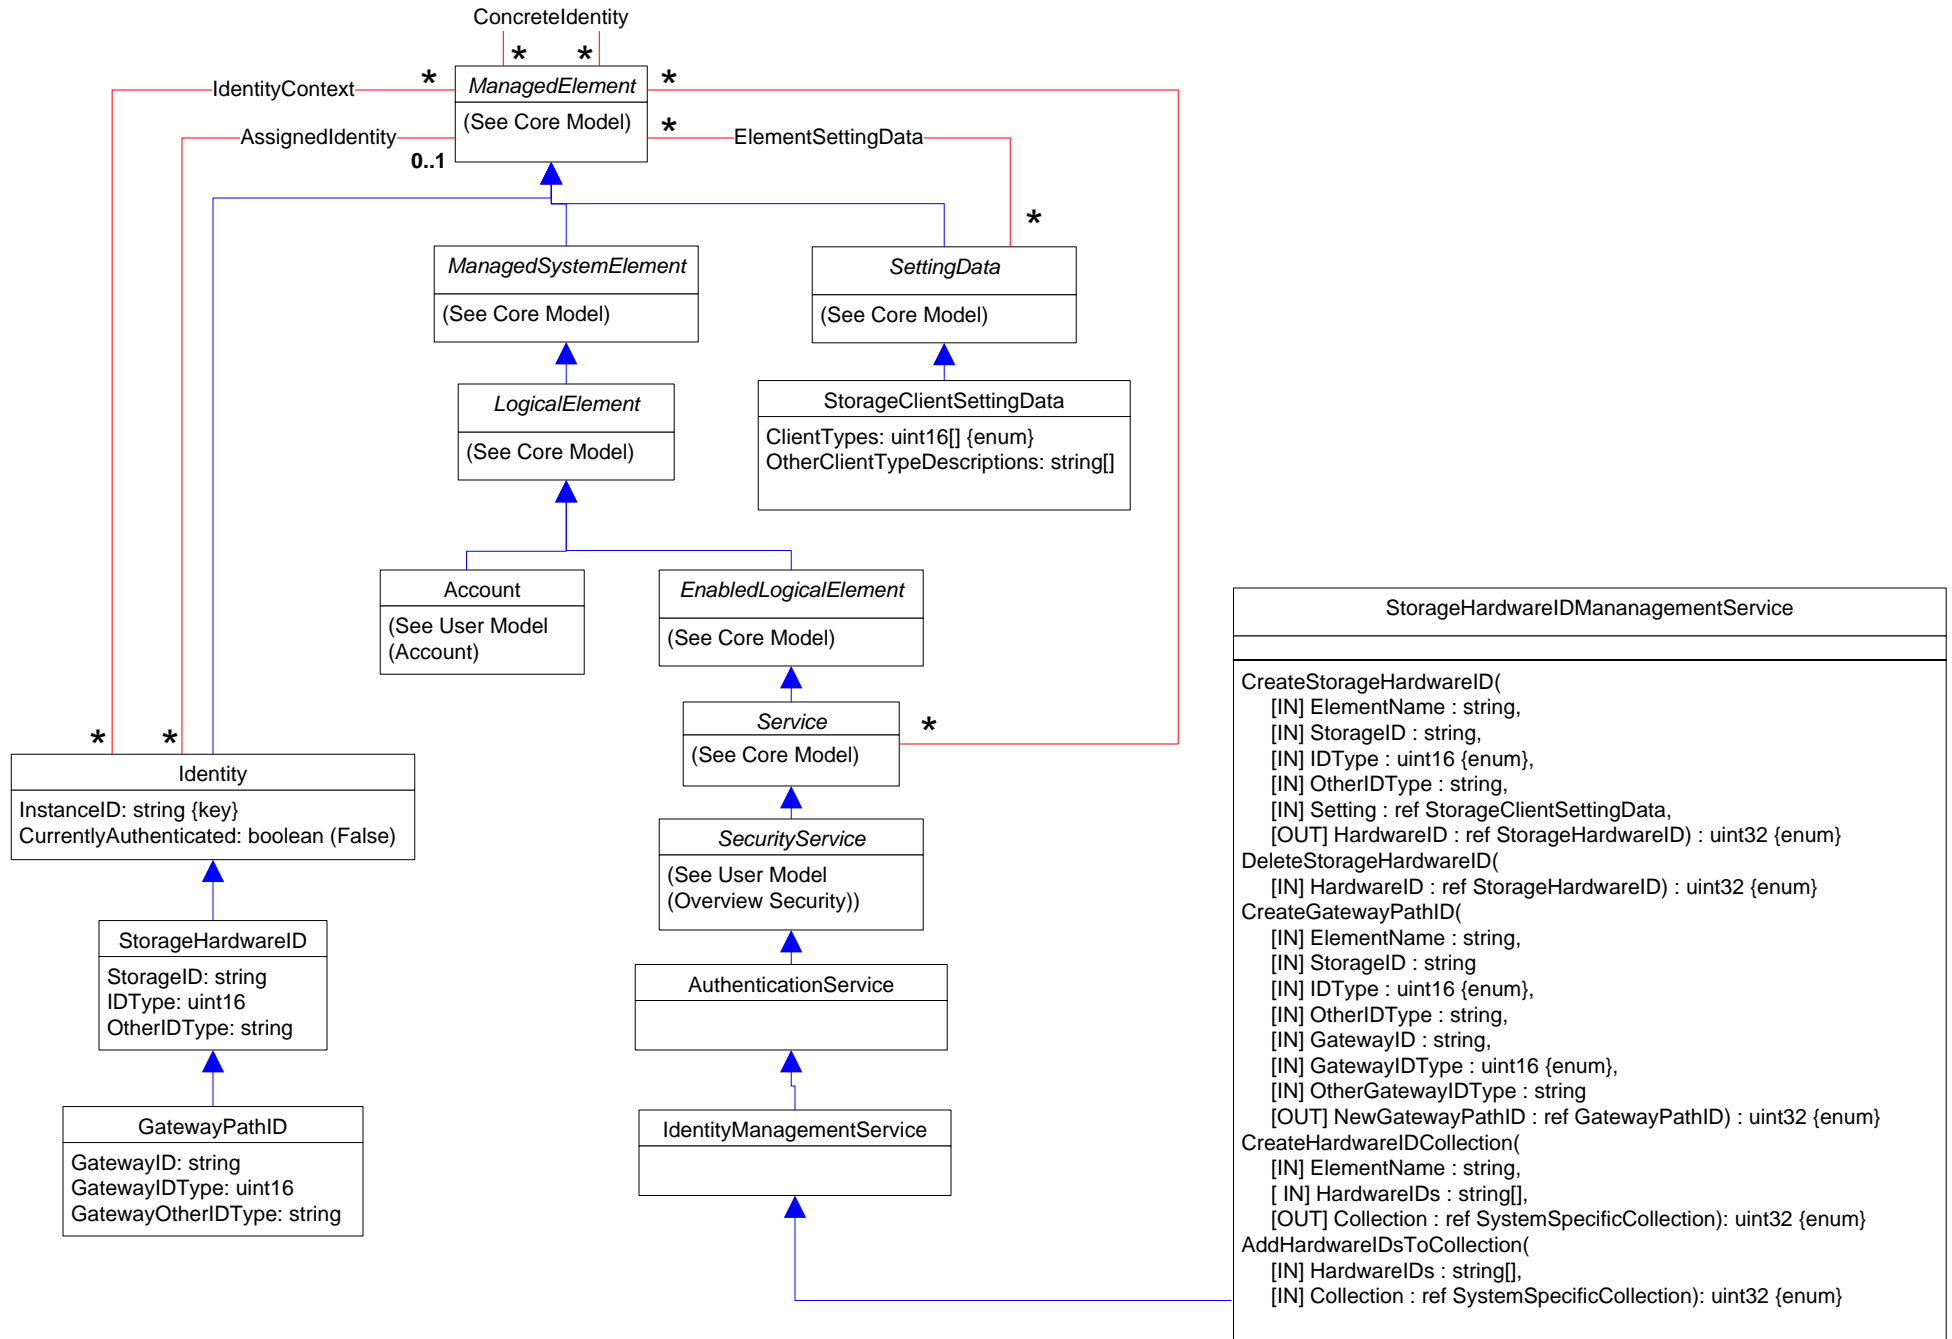 ConcreteIdentity
*
*
IdentityContext
*
ManagedElement
*
(See Core Model)
AssignedIdentity
0..1
*
ElementSettingData
*
ManagedSystemElement
(See Core Model)
SettingData
(See Core Model)
LogicalElement
(See Core Model)
StorageClientSettingData
ClientTypes: uint16[] {enum}
OtherClientTypeDescriptions: string[]
Account
(See User Model
(Account)
EnabledLogicalElement
(See Core Model)
Service
(See Core Model)
*
*
*
Identity
InstanceID: string {key}
CurrentlyAuthenticated: boolean (False)
SecurityService
(See User Model
(Overview Security))
StorageHardwareID
StorageID: string
IDType: uint16
OtherIDType: string
AuthenticationService
GatewayPathID
GatewayID: string
GatewayIDType: uint16
GatewayOtherIDType: string
IdentityManagementService
StorageHardwareIDMananagementService
CreateStorageHardwareID(
[IN] ElementName : string,
[IN] StorageID : string,
[IN] IDType : uint16 {enum},
[IN] OtherIDType : string,
[IN] Setting : ref StorageClientSettingData,
[OUT] HardwareID : ref StorageHardwareID) : uint32 {enum}
DeleteStorageHardwareID(
[IN] HardwareID : ref StorageHardwareID) : uint32 {enum}
CreateGatewayPathID(
[IN] ElementName : string,
[IN] StorageID : string
[IN] IDType : uint16 {enum},
[IN] OtherIDType : string,
[IN] GatewayID : string,
[IN] GatewayIDType : uint16 {enum},
[IN] OtherGatewayIDType : string
[OUT] NewGatewayPathID : ref GatewayPathID) : uint32 {enum}
CreateHardwareIDCollection(
[IN] ElementName : string,
[ IN] HardwareIDs : string[],
[OUT] Collection : ref SystemSpecificCollection): uint32 {enum}
AddHardwareIDsToCollection(
[IN] HardwareIDs : string[],
[IN] Collection : ref SystemSpecificCollection): uint32 {enum}